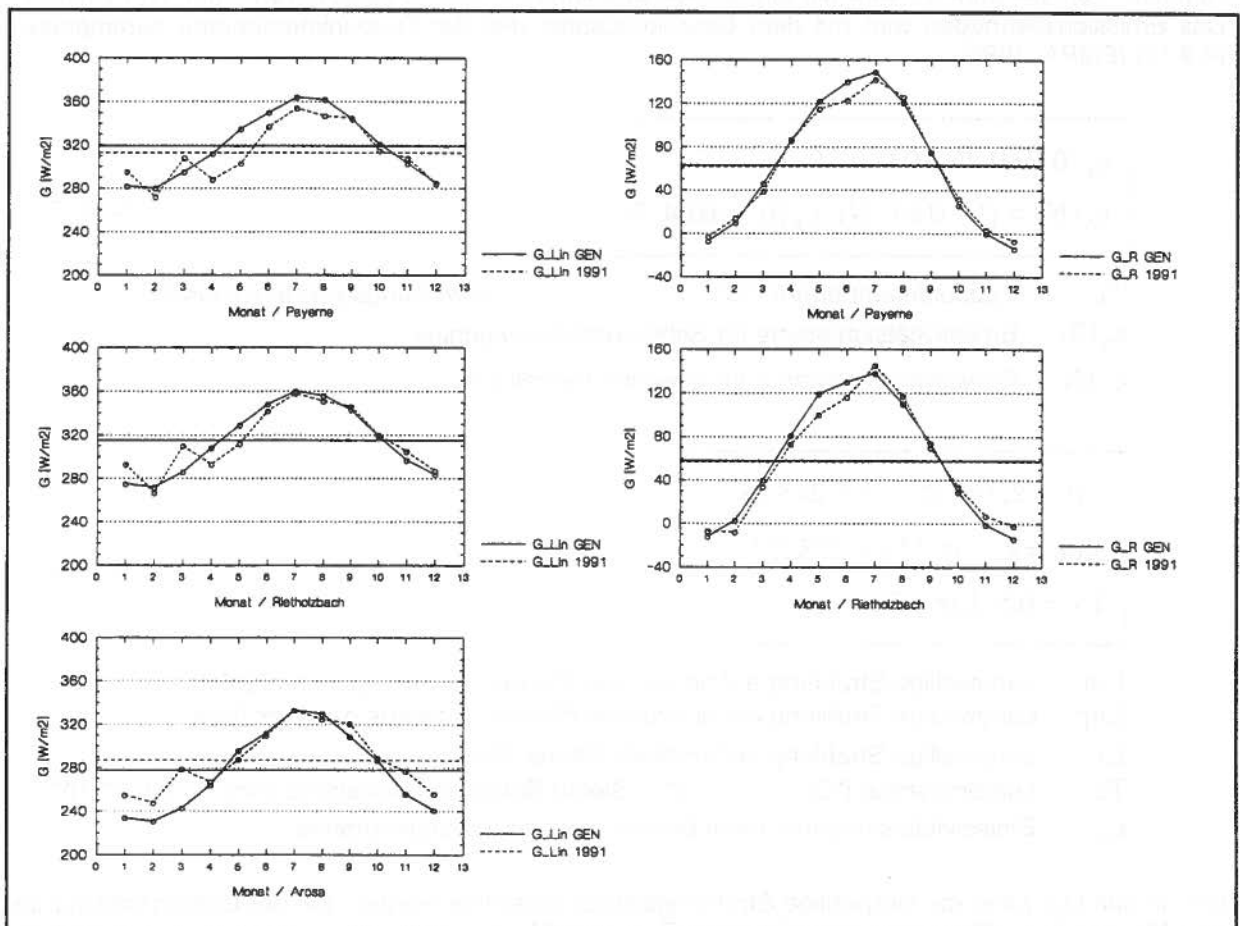 400
360
320
280
240
200
G [W/m2]
0 1 2 3 4 5 6 7 8 9 10 11 12 13
Monat / Payerne
G_Lin GEN
G_Lin 1991
160
120
80
40
0
-40
G [W/m2]
0 1 2 3 4 5 6 7 8 9 10 11 12 13
Monat / Payerne
G_R GEN
G_R 1991
400
360
320
280
240
200
G [W/m2]
0 1 2 3 4 5 6 7 8 9 10 11 12 13
Monat / Rietholzbach
G_Lin GEN
G_Lin 1991
160
120
80
40
0
-40
G [W/m2]
0 1 2 3 4 5 6 7 8 9 10 11 12 13
Monat / Rietholzbach
G_R GEN
G_R 1991
400
360
320
280
240
200
G [W/m2]
0 1 2 3 4 5 6 7 8 9 10 11 12 13
Monat / Arosa
G_Lin GEN
G_Lin 1991